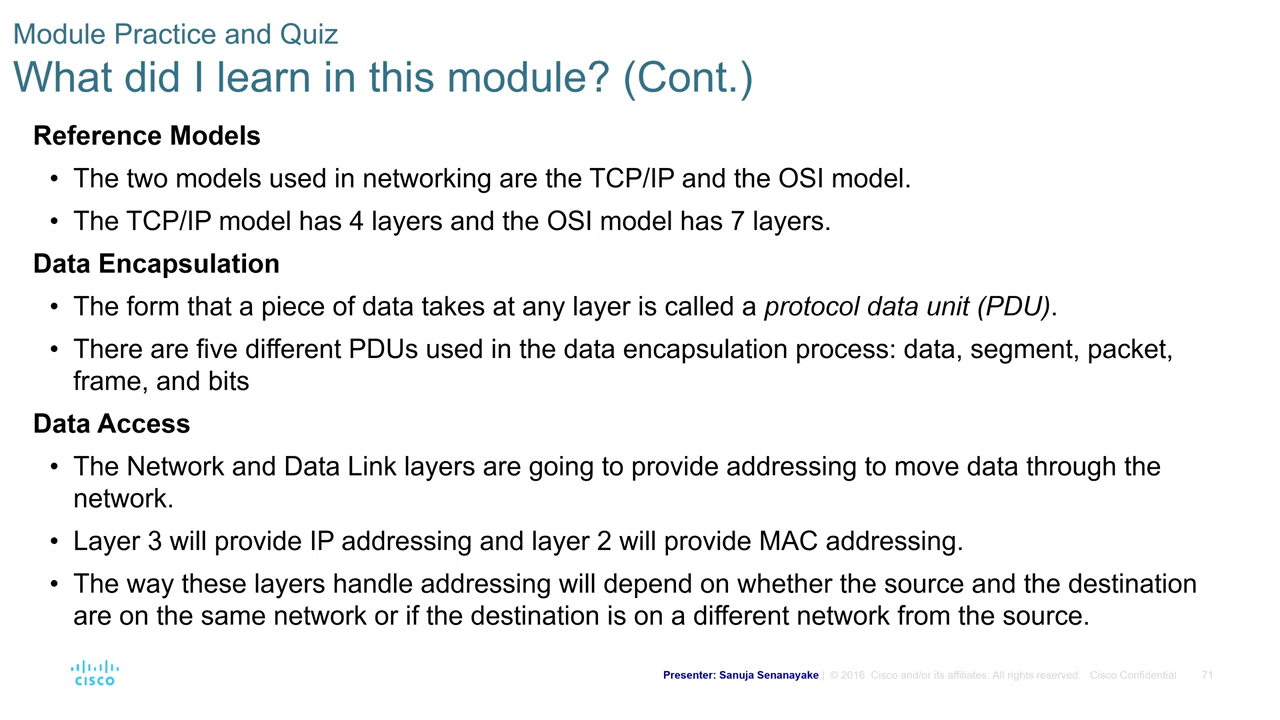 Module Practice and Quiz
What did I learn in this module? (Cont.)
Reference Models
• The two models used in networking are the TCP/IP and the OSI model.
• The TCP/IP model has 4 layers and the OSI model has 7 layers.
Data Encapsulation
• The form that a piece of data takes at any layer is called a protocol data unit (PDU).
• There are five different PDUs used in the data encapsulation process: data, segment, packet,
frame, and bits
Data Access
• The Network and Data Link layers are going to provide addressing to move data through the
network.
• Layer 3 will provide IP addressing and layer 2 will provide MAC addressing.
• The way these layers handle addressing will depend on whether the source and the destination
are on the same network or if the destination is on a different network from the source.
CISCO
Presenter: Sanuja Senanayake | © 2016 Cisco and/or its affiliates. All rights reserved. Cisco Confidential 71